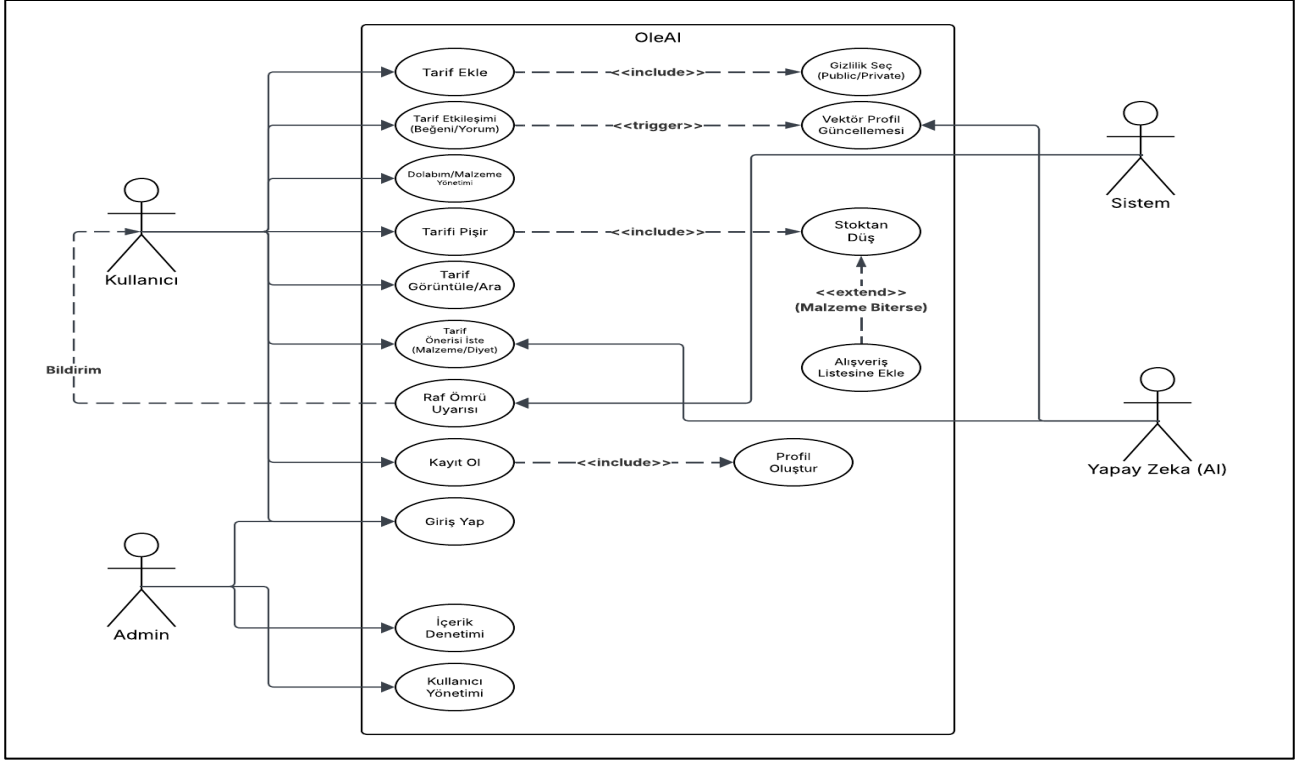 OleAI
Tarif Ekle
<<include>>
Gizlilik Seç
(Public/Private)
Tarif Etkileşimi
(Beğeni/Yorum)
<<trigger>>
Vektör Profil
Güncellemesi
Dolabım/Malzeme
Yönetimi
Sistem
Kullanıcı
Tarifi Pişir
<<include>>
Stoktan
Düş
Tarif
Görüntüle/Ara
<<extend>>
(Malzeme Biterse)
Tarif
Önerisi İste
(Malzeme/Diyet)
Alışveriş
Listesine Ekle
Bildirim
Raf Ömrü
Uyarısı
Kayıt Ol
<<include>>
Profil
Oluştur
Yapay Zeka (AI)
Giriş Yap
Admin
İçerik
Denetimi
Kullanıcı
Yönetimi